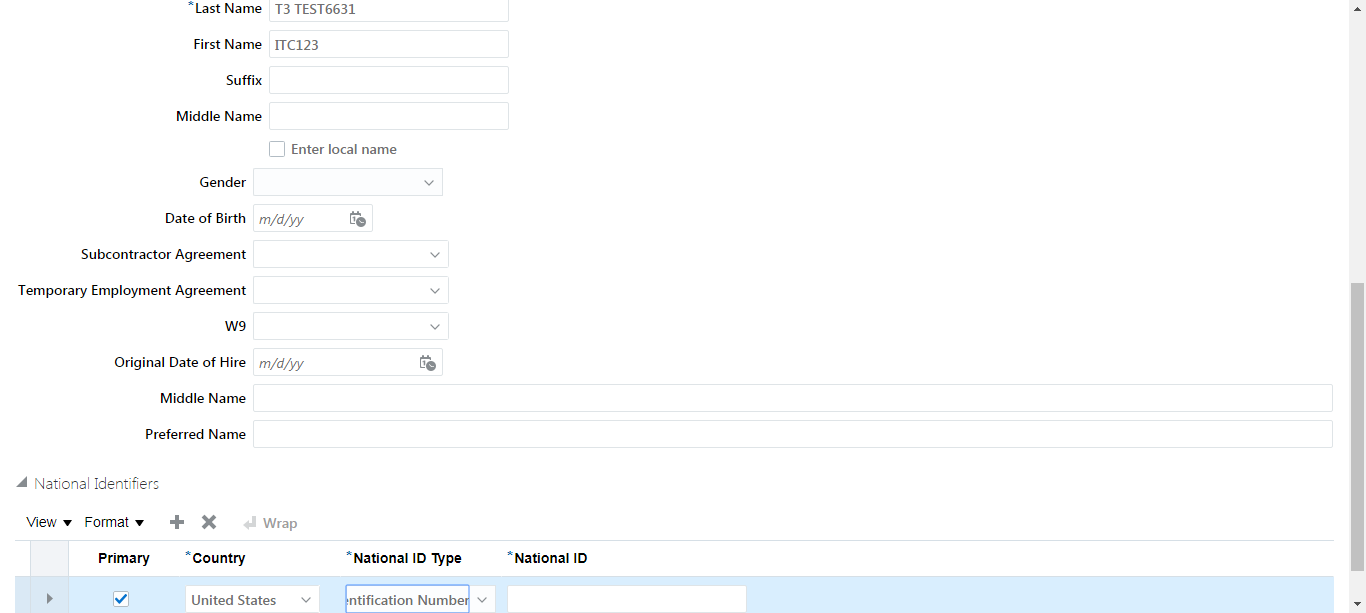 *Last Name T3 TEST6631
First Name ITC123
Suffix
Middle Name
Enter local name
Gender
Date of Birth m/d/yy
Subcontractor Agreement
Temporary Employment Agreement
W9
Original Date of Hire m/d/yy
Middle Name
Preferred Name
National Identifiers
View Format Wrap
Primary *Country *National ID Type *National ID
United States entification Number